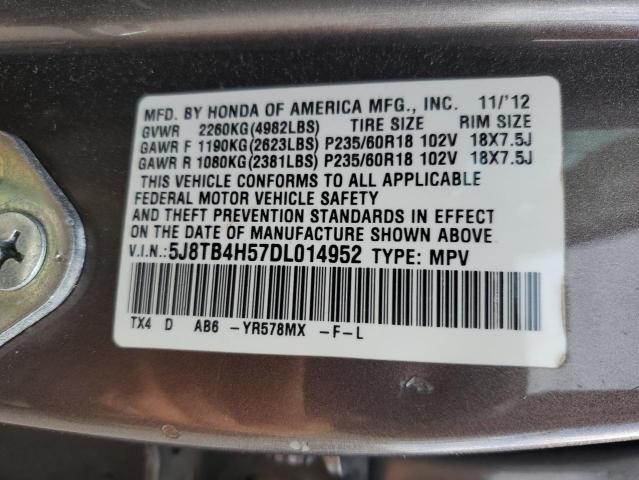 MFD. BY HONDA OF AMERICA MFG., INC. 11/'12
GVWR 2260KG(4982LBS) TIRE SIZE RIM SIZE
GAWR F 1190KG(2623LBS) P235/60R18 102V 18X7.5J
GAWR R 1080KG(2381LBS) P235/60R18 102V 18X7.5J
THIS VEHICLE CONFORMS TO ALL APPLICABLE
FEDERAL MOTOR VEHICLE SAFETY
AND THEFT PREVENTION STANDARDS IN EFFECT
ON THE DATE OF MANUFACTURE SHOWN ABOVE.
V.I.N.:5J8TB4H57DL014952 TYPE: MPV
TX4 D AB6 -YR578MX -F-L